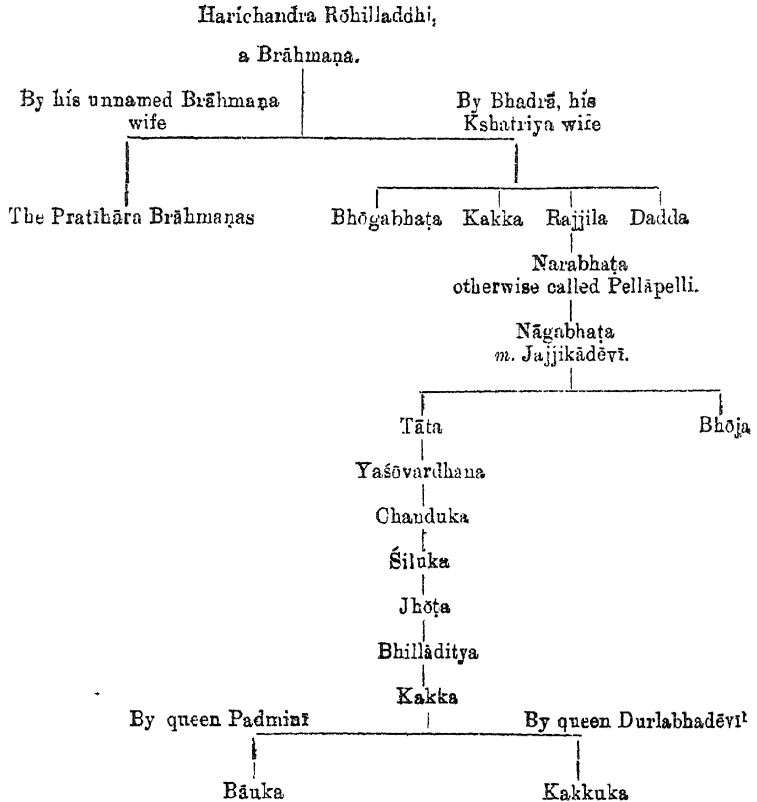 Harichandra Rōhilladdhi,
a Brāhmaṇa.
By his unnamed Brāhmaṇa
wife
By Bhadrā, his
Kshatriya wife
The Pratīhāra Brāhmaṇas
Bhōgabhaṭa Kakka Rajjila Dadda
Narabhaṭa
otherwise called Pellāpelli.
Nāgabhaṭa
m. Jajjikādēvī.
Tāta
Bhōja
Yaśōvardhana
Chanduka
Śiluka
Jhōṭa
Bhillāditya
Kakka
By queen Padminī
By queen Durlabhadēvī¹
Bāuka
Kakkuka